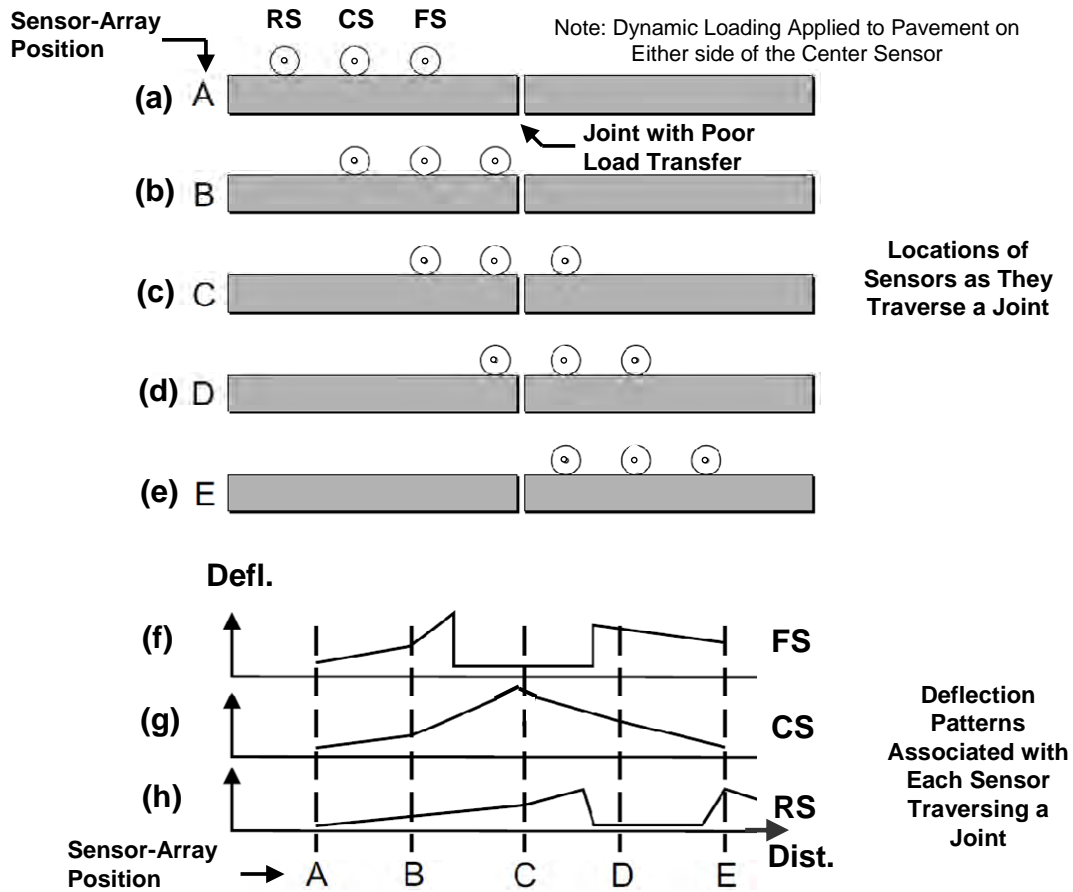 Sensor-Array
Position
RS CS FS
Note: Dynamic Loading Applied to Pavement on
Either side of the Center Sensor
(a) A
Joint with Poor
Load Transfer
(b) B
(c) C
Locations of
Sensors as They
Traverse a Joint
(d) D
(e) E
Defl.
(f) FS
(g) CS
(h) RS
Deflection
Patterns
Associated with
Each Sensor
Traversing a
Joint
Dist.
Sensor-Array
Position
A B C D E